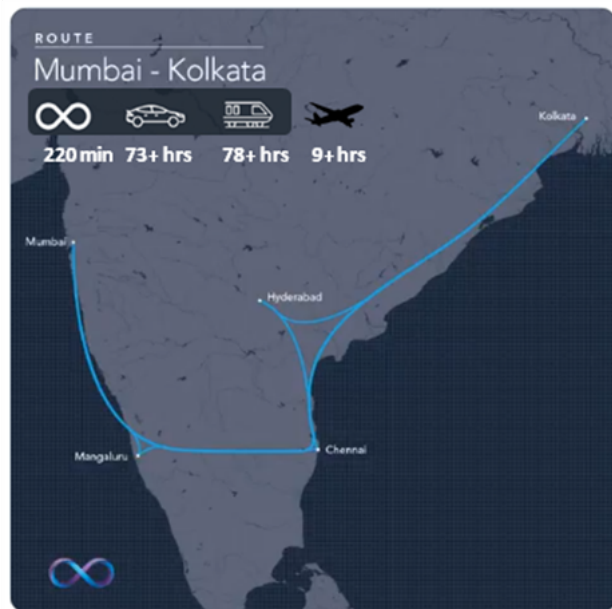 ROUTE
Mumbai - Kolkata
220 min 73+ hrs 78+ hrs 9+hrs
Kolkata
Mumbai
Hyderabad
Chennai
Mangaluru